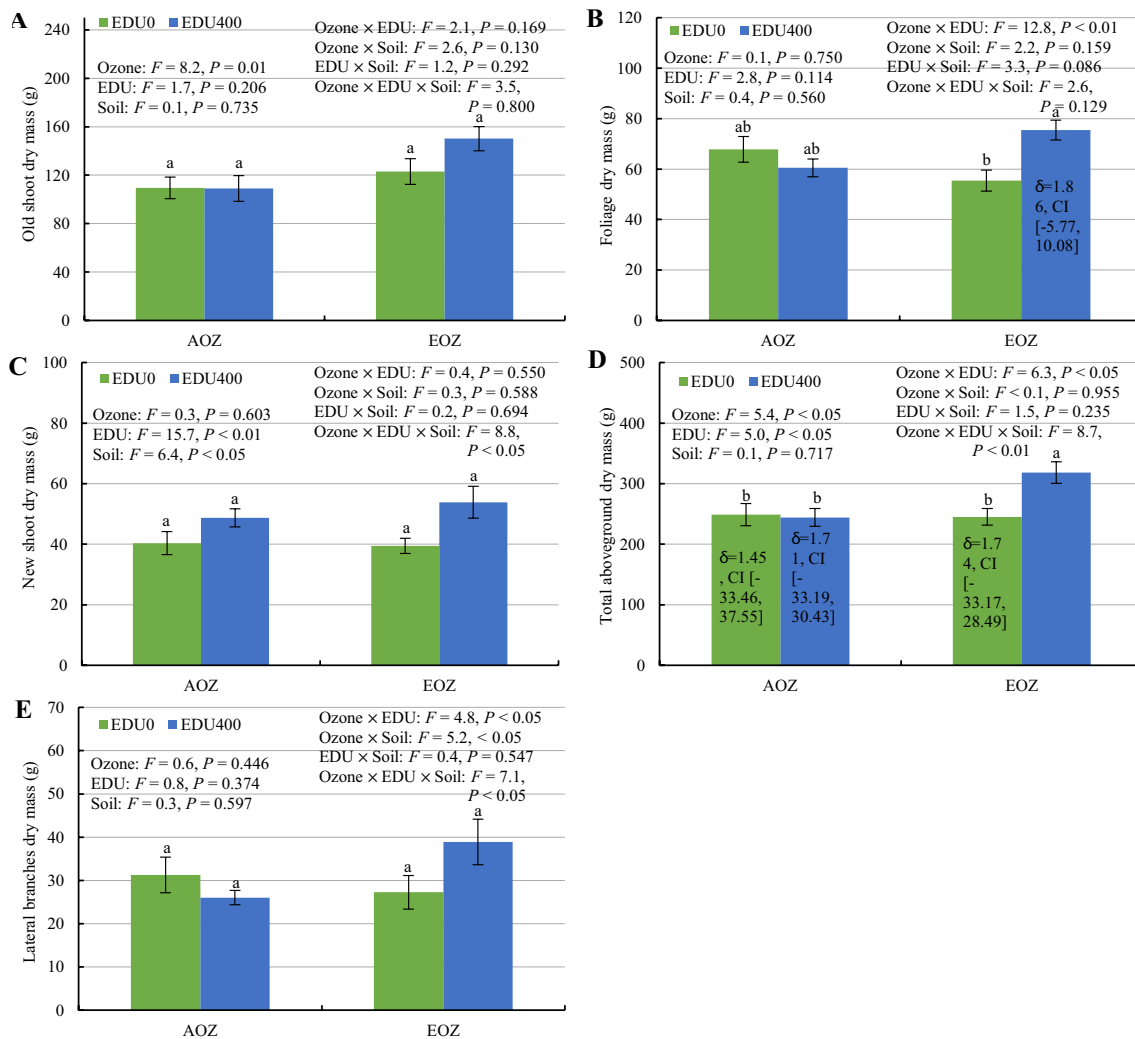 A
EDU0 EDU400
Ozone × EDU: F = 2.1, P = 0.169
Ozone × Soil: F = 2.6, P = 0.130
EDU × Soil: F = 1.2, P = 0.292
Ozone × EDU × Soil: F = 3.5,
P = 0.800
Ozone: F = 8.2, P = 0.01
EDU: F = 1.7, P = 0.206
Soil: F = 0.1, P = 0.735
Old shoot dry mass (g)
240
200
160
120
80
40
0
a
a
a
a
AOZ
EOZ
B
EDU0 EDU400
Ozone × EDU: F = 12.8, P < 0.01
Ozone × Soil: F = 2.2, P = 0.159
EDU × Soil: F = 3.3, P = 0.086
Ozone × EDU × Soil: F = 2.6,
P = 0.129
Ozone: F = 0.1, P = 0.750
EDU: F = 2.8, P = 0.114
Soil: F = 0.4, P = 0.560
Foliage dry mass (g)
120
100
80
60
40
20
0
ab
ab
b
a
δ=1.8
6, CI
[-5.77,
10.08]
AOZ
EOZ
C
EDU0 EDU400
Ozone × EDU: F = 0.4, P = 0.550
Ozone × Soil: F = 0.3, P = 0.588
EDU × Soil: F = 0.2, P = 0.694
Ozone × EDU × Soil: F = 8.8,
P < 0.05
Ozone: F = 0.3, P = 0.603
EDU: F = 15.7, P < 0.01
Soil: F = 6.4, P < 0.05
New shoot dry mass (g)
100
80
60
40
20
0
a
a
a
a
AOZ
EOZ
D
EDU0 EDU400
Ozone × EDU: F = 6.3, P < 0.05
Ozone × Soil: F < 0.1, P = 0.955
EDU × Soil: F = 1.5, P = 0.235
Ozone × EDU × Soil: F = 8.7,
P < 0.01
Ozone: F = 5.4, P < 0.05
EDU: F = 5.0, P < 0.05
Soil: F = 0.1, P = 0.717
Total aboveground dry mass (g)
500
400
300
200
100
0
b
b
b
a
δ=1.45
, CI [-
33.46,
37.55]
δ=1.7
1, CI
[-
33.19,
30.43]
δ=1.7
4, CI
[-
33.17,
28.49]
AOZ
EOZ
E
EDU0 EDU400
Ozone × EDU: F = 4.8, P < 0.05
Ozone × Soil: F = 5.2, < 0.05
EDU × Soil: F = 0.4, P = 0.547
Ozone × EDU × Soil: F = 7.1,
P < 0.05
Ozone: F = 0.6, P = 0.446
EDU: F = 0.8, P = 0.374
Soil: F = 0.3, P = 0.597
Lateral branches dry mass (g)
70
60
50
40
30
20
10
0
a
a
a
a
AOZ
EOZ